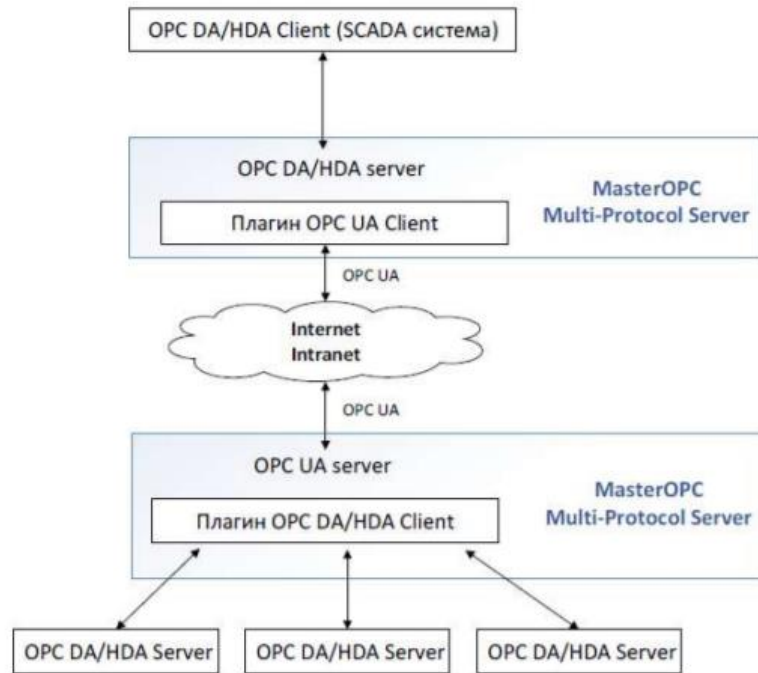 OPC DA/HDA Client (SCADA система)
OPC DA/HDA server
MasterOPC
Multi-Protocol Server
Плагин OPC UA Client
OPC UA
Internet
Intranet
OPC UA
OPC UA server
MasterOPC
Multi-Protocol Server
Плагин OPC DA/HDA Client
OPC DA/HDA Server
OPC DA/HDA Server
OPC DA/HDA Server